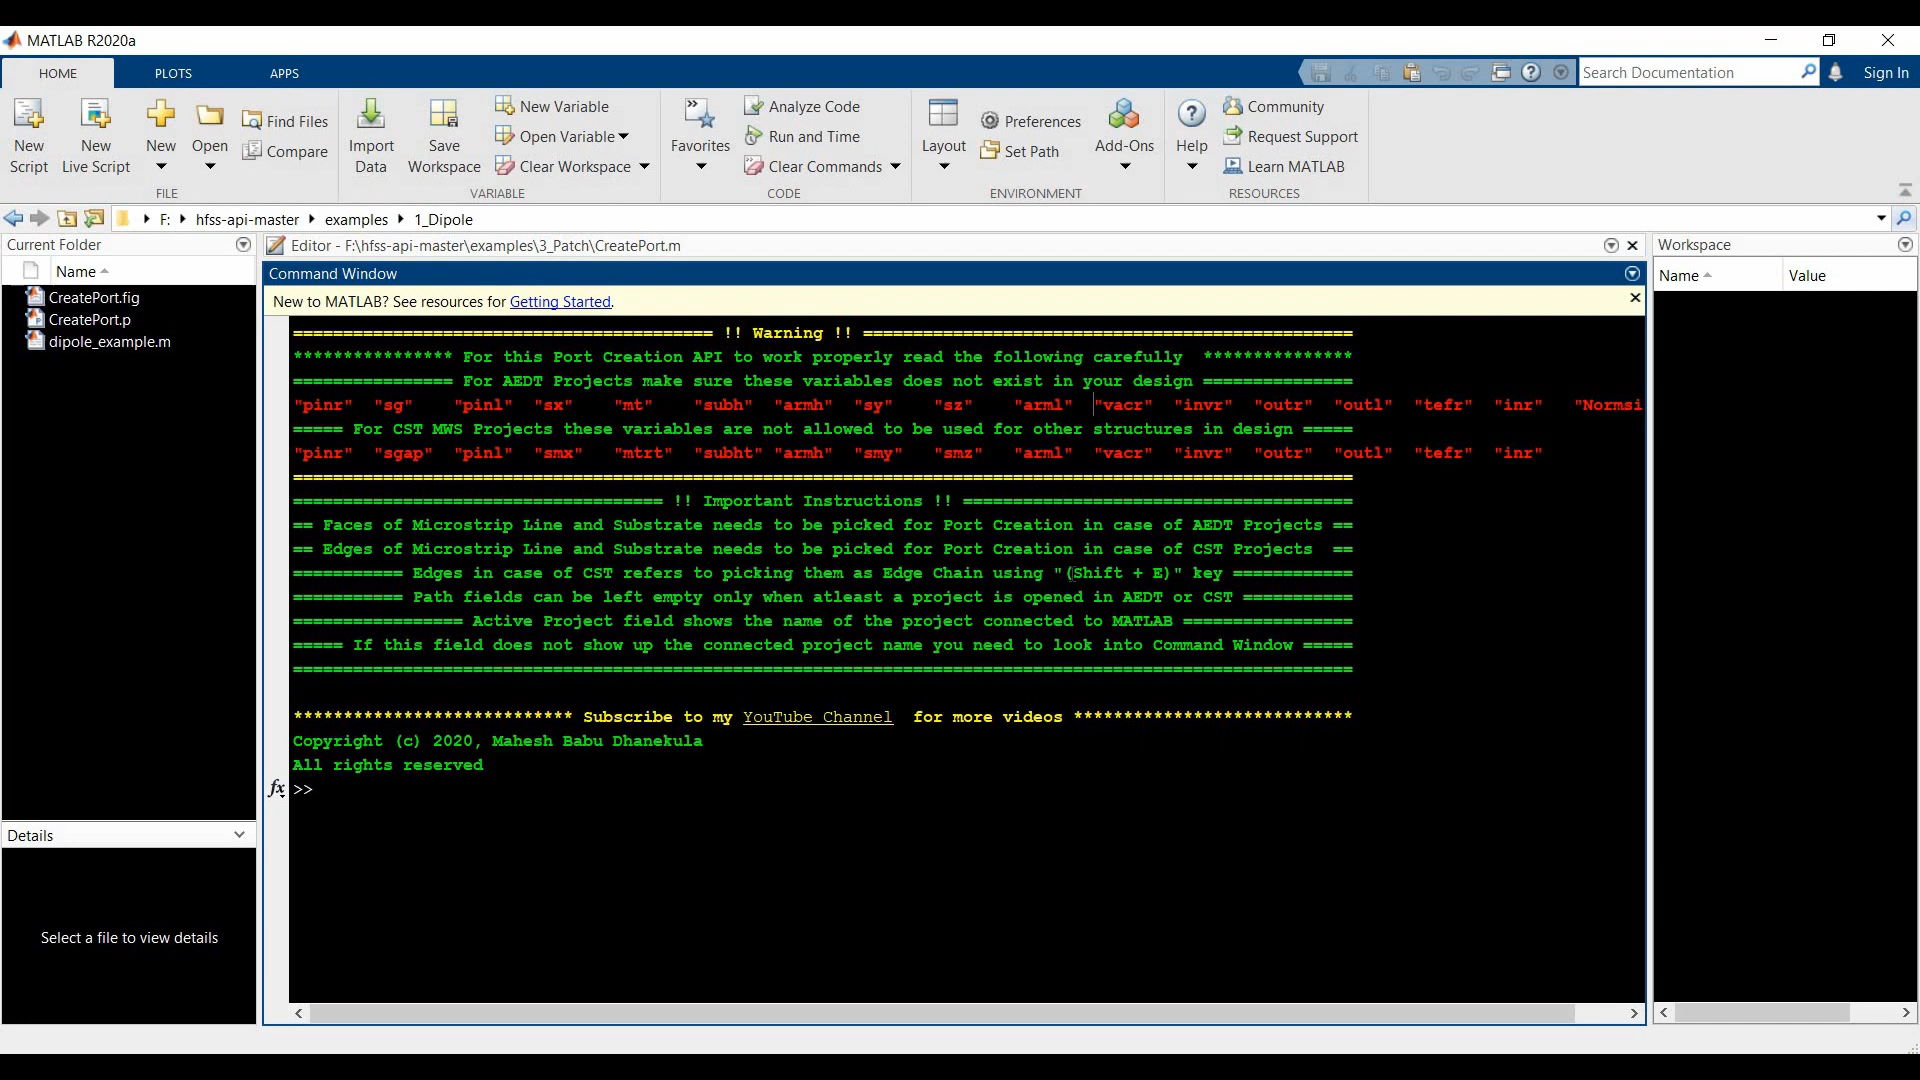 MATLAB R2020a
HOME PLOTS APPS
Search Documentation
Sign In
New Script
New Live Script
New
Open
Find Files
Compare
FILE
Import Data
Save Workspace
New Variable
Open Variable
Clear Workspace
VARIABLE
Favorites
Analyze Code
Run and Time
Clear Commands
CODE
Layout
Preferences
Set Path
Add-Ons
ENVIRONMENT
Help
Community
Request Support
Learn MATLAB
RESOURCES
F: hfss-api-master examples 1_Dipole
Current Folder
Name
CreatePort.fig
CreatePort.p
dipole_example.m
Details
Select a file to view details
Editor - F:\hfss-api-master\examples\3_Patch\CreatePort.m
Command Window
New to MATLAB? See resources for Getting Started.
========================================== !! Warning !! =================================================
**************** For this Port Creation API to work properly read the following carefully ***************
================ For AEDT Projects make sure these variables does not exist in your design ===============
"pinr" "sg" "pinl" "sx" "mt" "subh" "armh" "sy" "sz" "arml" "vacr" "invr" "outr" "outl" "tefr" "inr" "Normsi
===== For CST MWS Projects these variables are not allowed to be used for other structures in design =====
"pinr" "sgap" "pinl" "smx" "mtrt" "subht" "armh" "smy" "smz" "arml" "vacr" "invr" "outr" "outl" "tefr" "inr"
==========================================================================================================
===================================== !! Important Instructions !! =======================================
== Faces of Microstrip Line and Substrate needs to be picked for Port Creation in case of AEDT Projects ==
== Edges of Microstrip Line and Substrate needs to be picked for Port Creation in case of CST Projects ==
=========== Edges in case of CST refers to picking them as Edge Chain using "(Shift + E)" key ============
=========== Path fields can be left empty only when atleast a project is opened in AEDT or CST ===========
================= Active Project field shows the name of the project connected to MATLAB =================
===== If this field does not show up the connected project name you need to look into Command Window =====
==========================================================================================================
**************************** Subscribe to my YouTube Channel for more videos ****************************
Copyright (c) 2020, Mahesh Babu Dhanekula
All rights reserved
fx >>
Workspace
Name Value